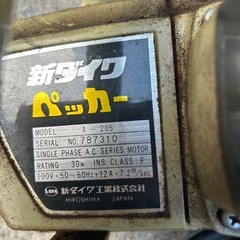 新ダイワ
ペッカー
MODEL A-205
SERIAL NO. 787310
SINGLE PHASE A.C. SERIES MOTOR
RATING 30M INS. CLASS F
100V·50~60Hz·12A·7.2m/sec
新ダイワ工業株式会社
HIROSHIMA JAPAN